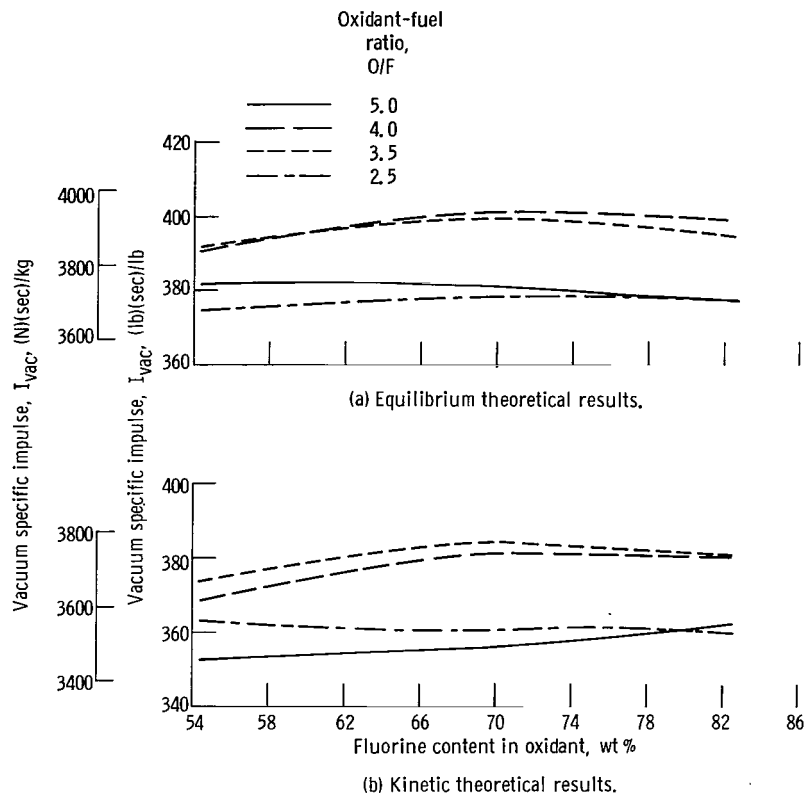 Oxidant-fuel
ratio,
O/F
5.0
4.0
3.5
2.5
Vacuum specific impulse, Ivac, (N)(sec)/kg
4000
3800
3600
Vacuum specific impulse, Ivac, (lb)(sec)/lb
420
400
380
360
(a) Equilibrium theoretical results.
3800
3600
3400
400
380
360
340
54 58 62 66 70 74 78 82 86
Fluorine content in oxidant, wt %
(b) Kinetic theoretical results.